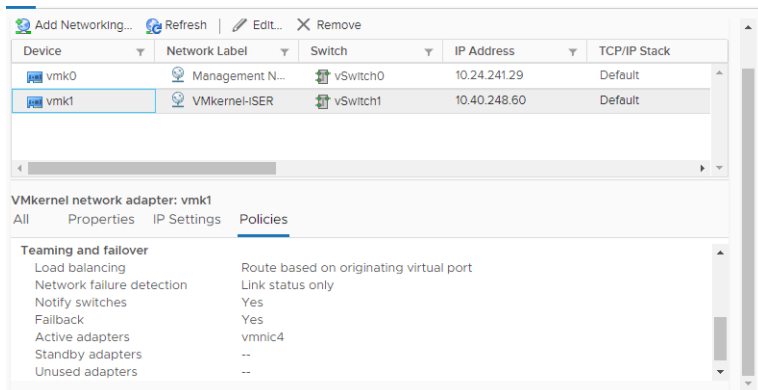 Add Networking... Refresh | Edit... Remove
Device Network Label Switch IP Address TCP/IP Stack
vmk0 Management N... vSwitch0 10.24.241.29 Default
vmk1 VMkernel-ISER vSwitch1 10.40.248.60 Default
VMkernel network adapter: vmk1
All Properties IP Settings Policies
Teaming and failover
Load balancing Route based on originating virtual port
Network failure detection Link status only
Notify switches Yes
Failback Yes
Active adapters vmnic4
Standby adapters --
Unused adapters --